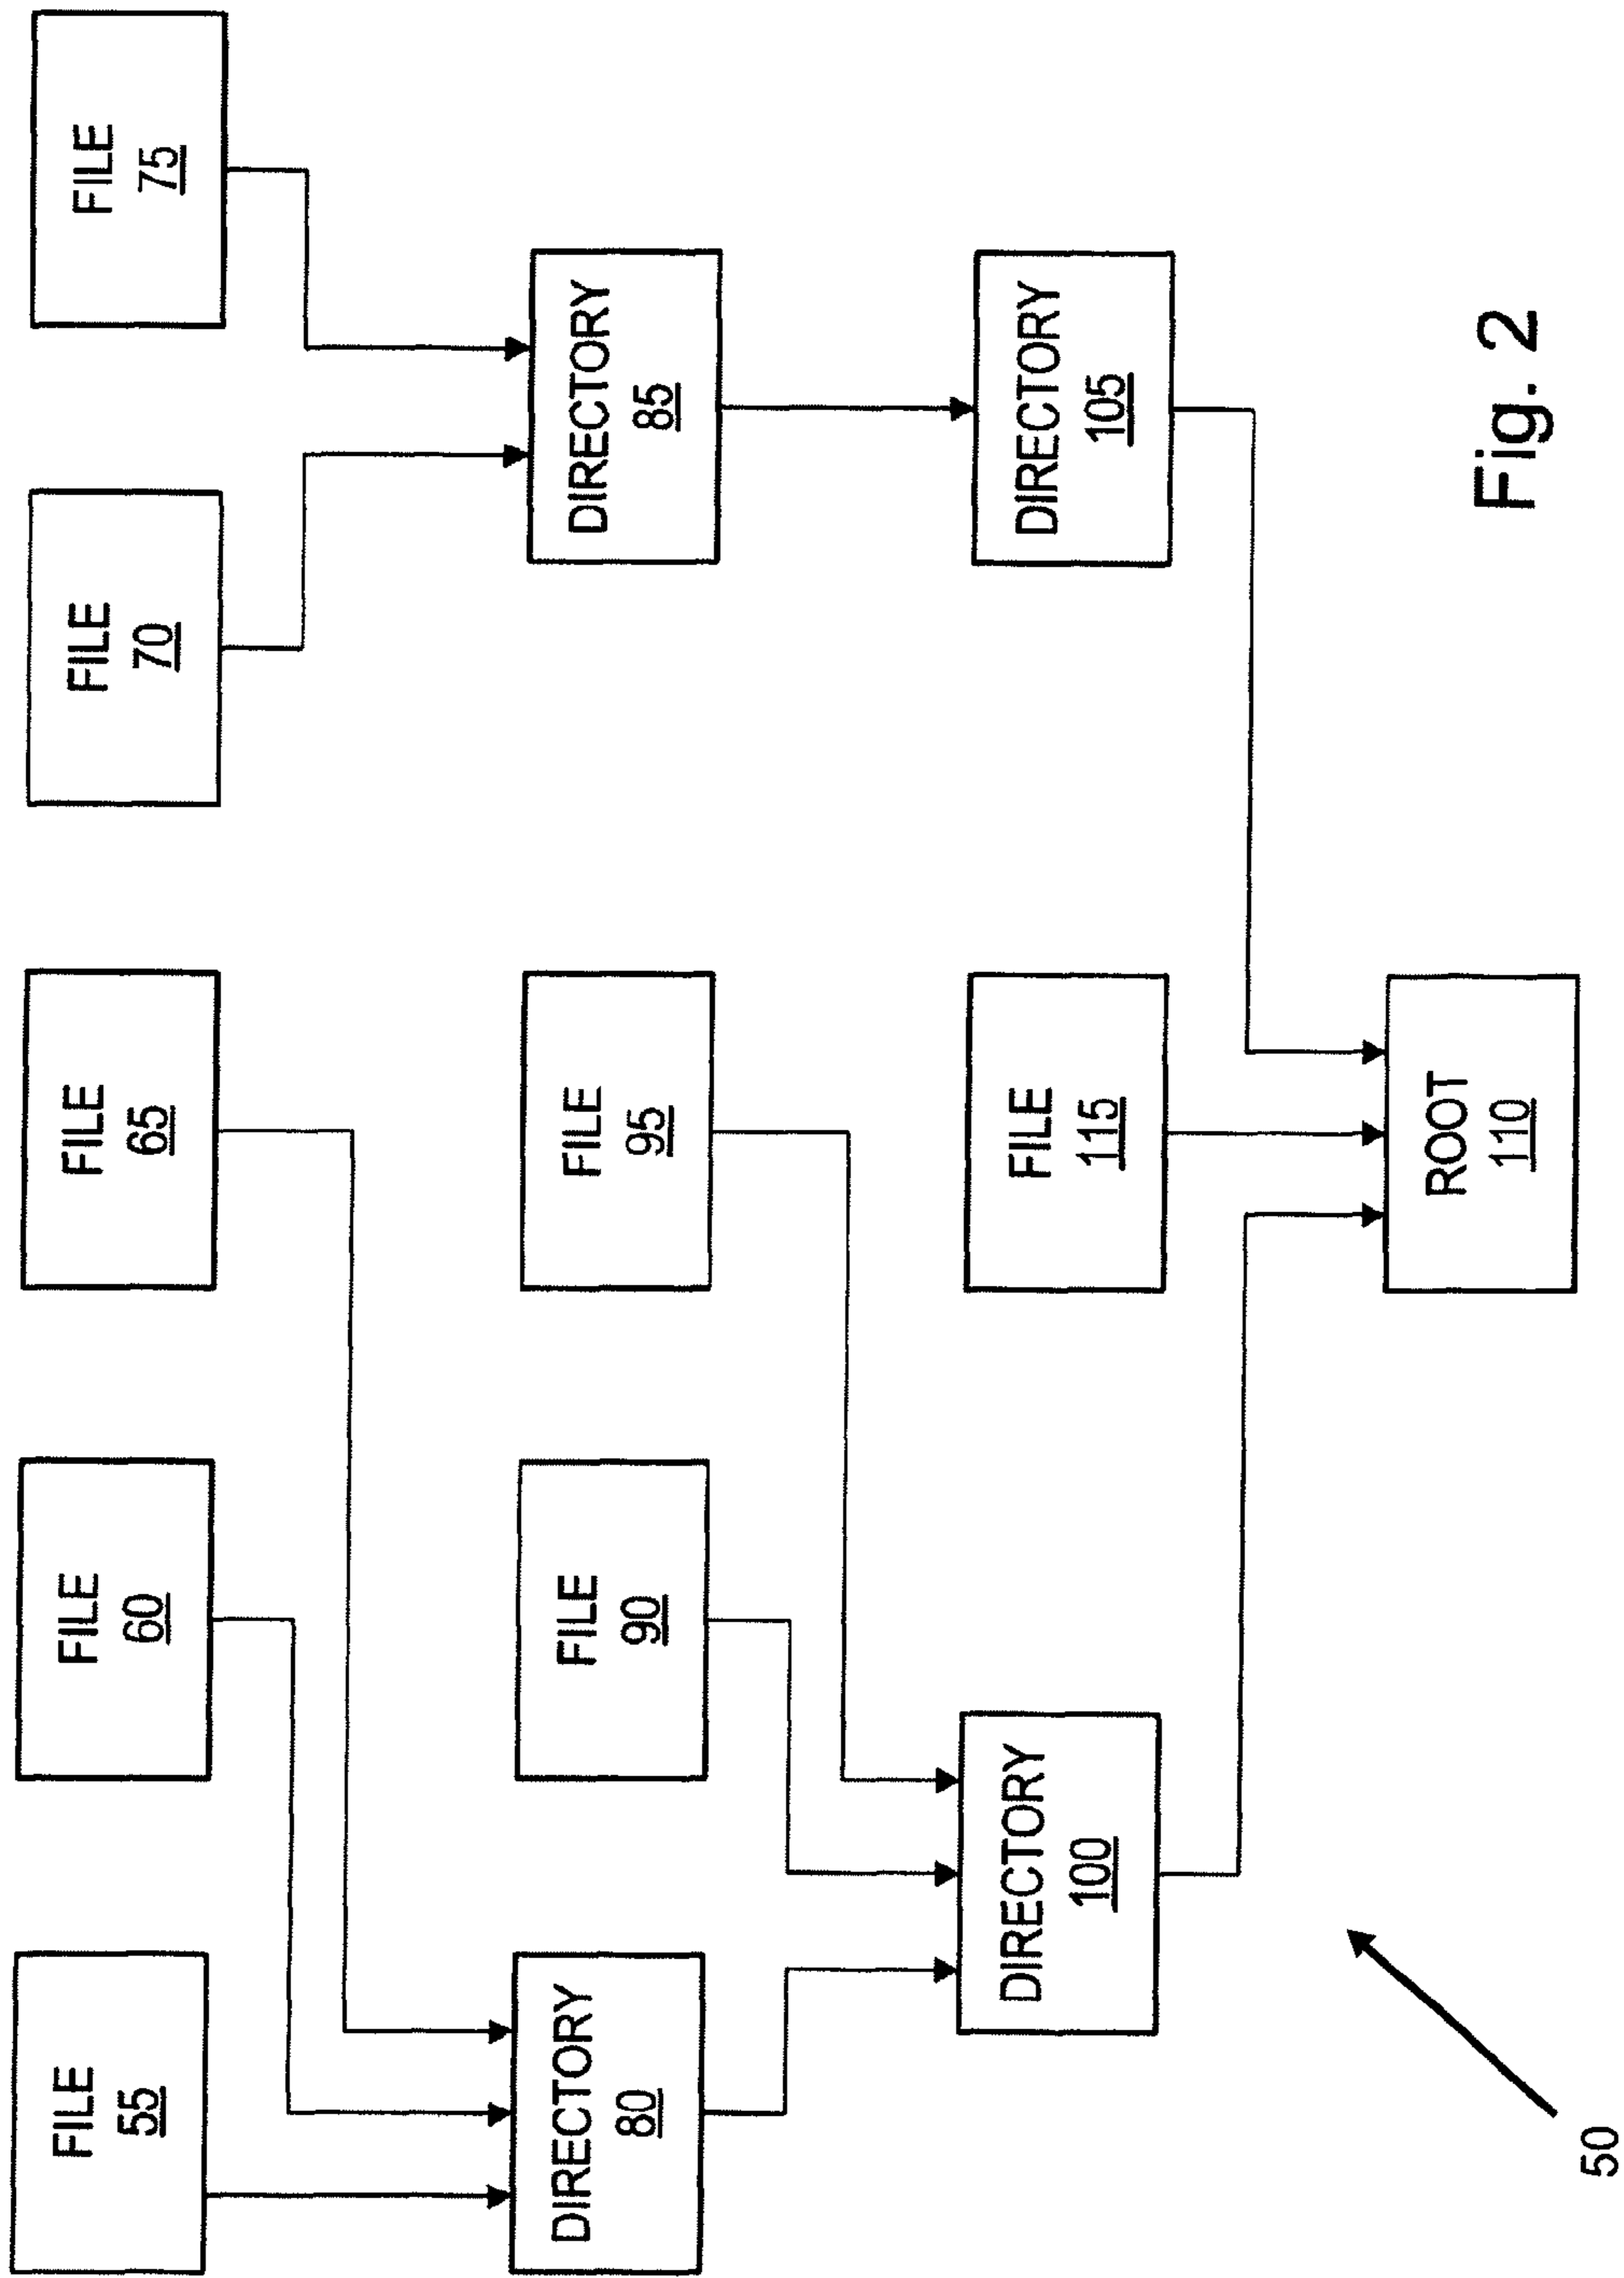 FILE
55
FILE
60
FILE
65
FILE
70
FILE
75
DIRECTORY
80
FILE
90
FILE
95
DIRECTORY
85
DIRECTORY
100
FILE
115
DIRECTORY
105
ROOT
110
50
Fig. 2